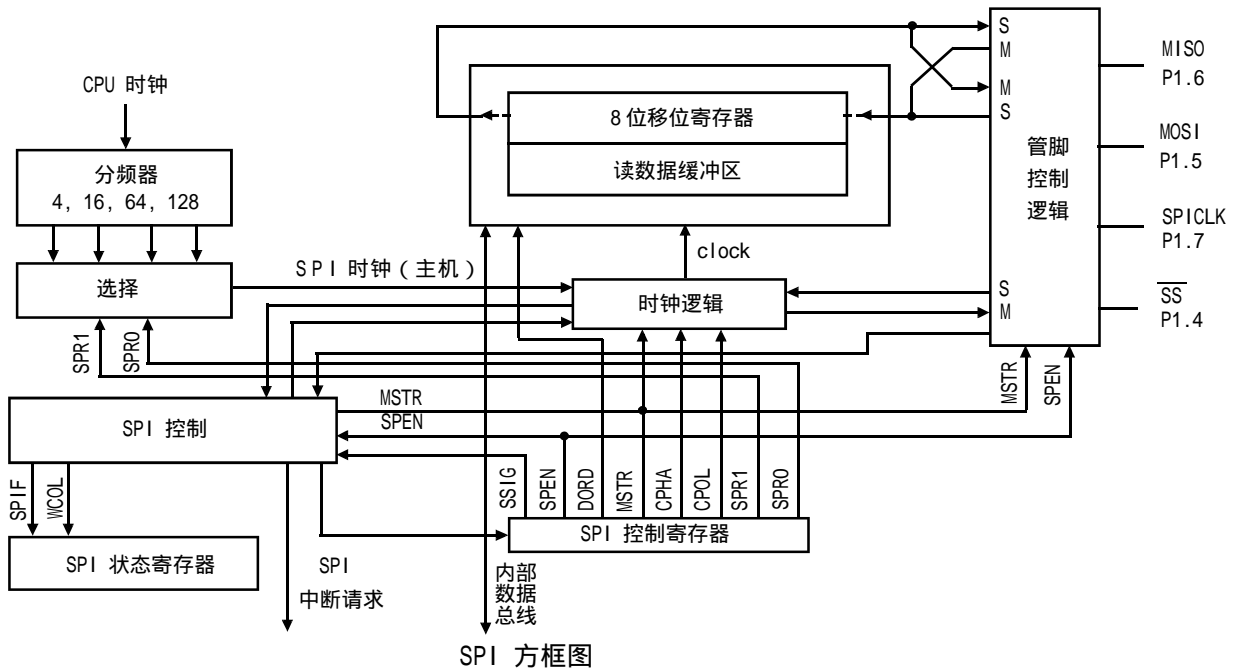 CPU 时钟
分频器
4, 16, 64, 128
选择
SPI 时钟（主机）
8 位移位寄存器
读数据缓冲区
clock
时钟逻辑
S
M
M
S
S
M
管脚
控制
逻辑
MISO
P1.6
MOSI
P1.5
SPICLK
P1.7
SS
P1.4
SPR1
SPR0
MSTR
SPEN
SPI 控制
MSTR
SPEN
SPIF
WCOL
SSIG
SPEN
DORD
MSTR
CPHA
CPOL
SPR1
SPR0
SPI 控制寄存器
SPI 状态寄存器
SPI
中断请求
内部
数据
总线
SPI 方框图